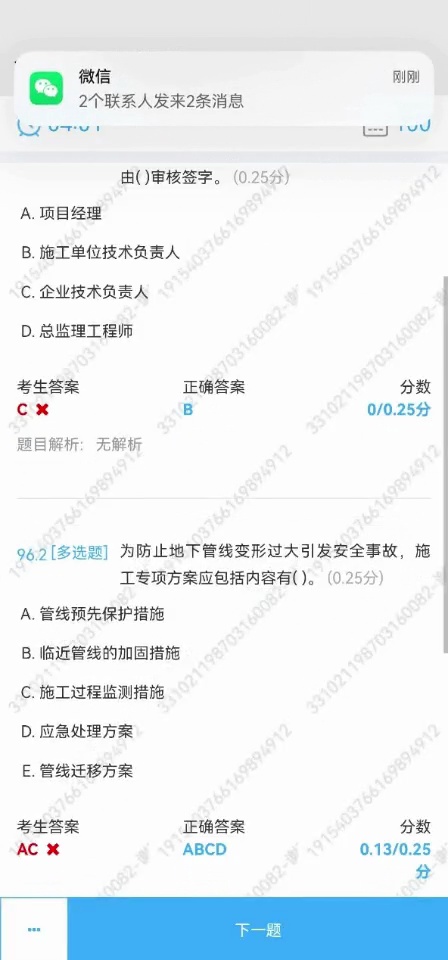 微信
刚刚
2个联系人发来2条消息
由( )审核签字。(0.25分)
A. 项目经理
B. 施工单位技术负责人
C. 企业技术负责人
D. 总监理工程师
考生答案 正确答案 分数
C ✖ B 0/0.25分
题目解析: 无解析
96.2 [多选题] 为防止地下管线变形过大引发安全事故，施
工专项方案应包括内容有( )。(0.25分)
A. 管线预先保护措施
B. 临近管线的加固措施
C. 施工过程监测措施
D. 应急处理方案
E. 管线迁移方案
考生答案 正确答案 分数
AC ✖ ABCD 0.13/0.25
分
··· 下一题